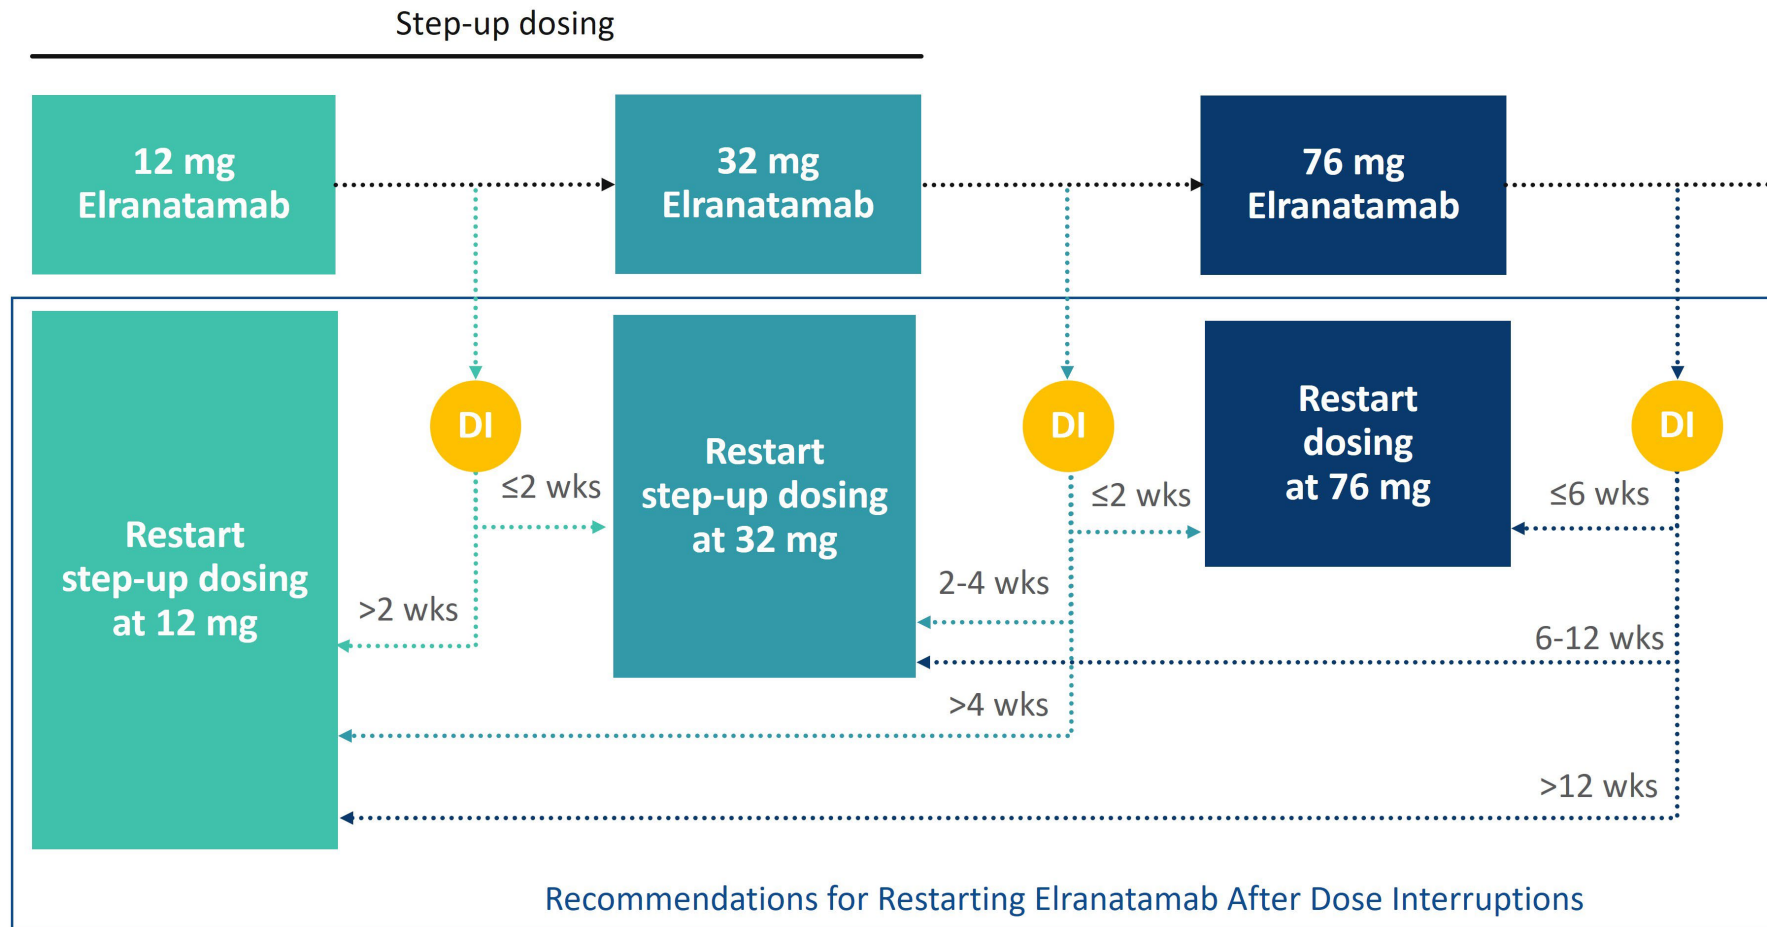 Step-up dosing
12 mg
Elranatamab
32 mg
Elranatamab
76 mg
Elranatamab
Restart
step-up dosing
at 12 mg
DI
≤2 wks
>2 wks
Restart
step-up dosing
at 32 mg
DI
≤2 wks
2-4 wks
>4 wks
Restart
dosing
at 76 mg
DI
≤6 wks
6-12 wks
>12 wks
Recommendations for Restarting Elranatamab After Dose Interruptions